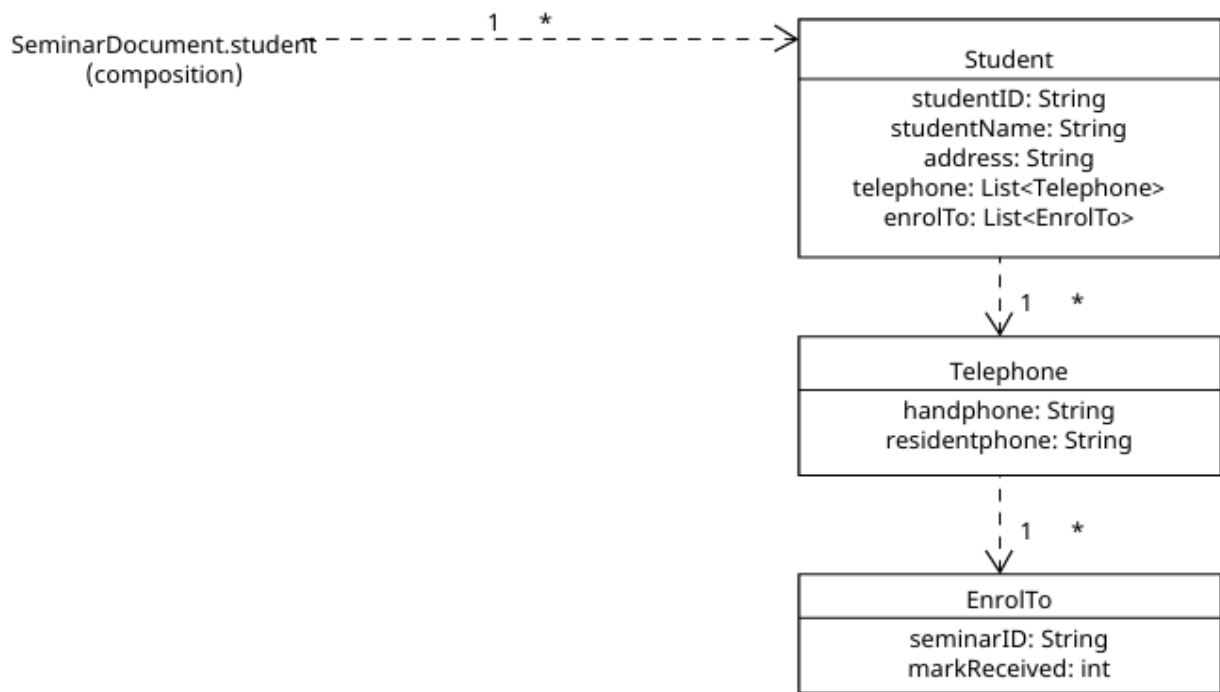 1 *
SeminarDocument.student
(composition)
Student
studentID: String
studentName: String
address: String
telephone: List<Telephone>
enrolTo: List<EnrolTo>
1 *
Telephone
handphone: String
residentphone: String
1 *
EnrolTo
seminarID: String
markReceived: int